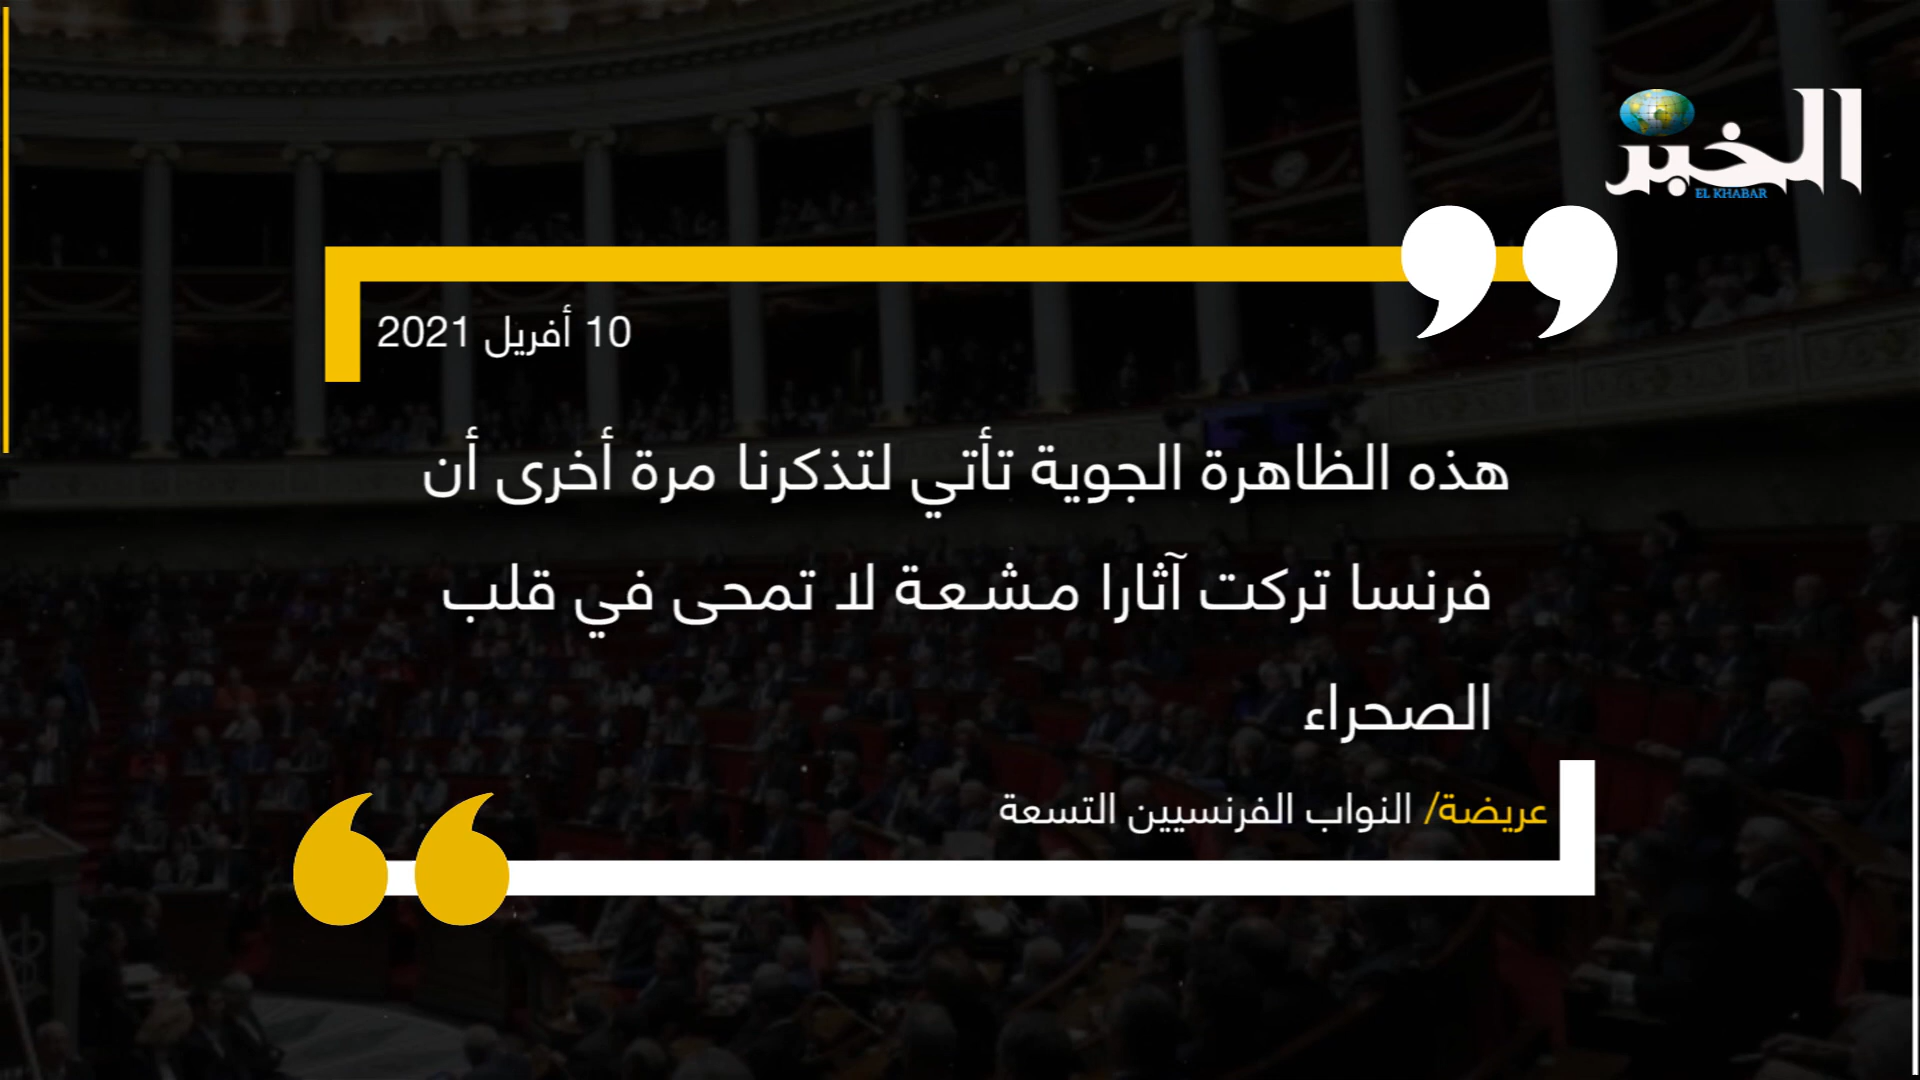 الخبر
EL KHABAR
10 أفريل 2021
هذه الظاهرة الجوية تأتي لتذكرنا مرة أخرى أن
فرنسا تركت آثارا مشعة لا تمحى في قلب
الصحراء
عريضة/ النواب الفرنسيين التسعة